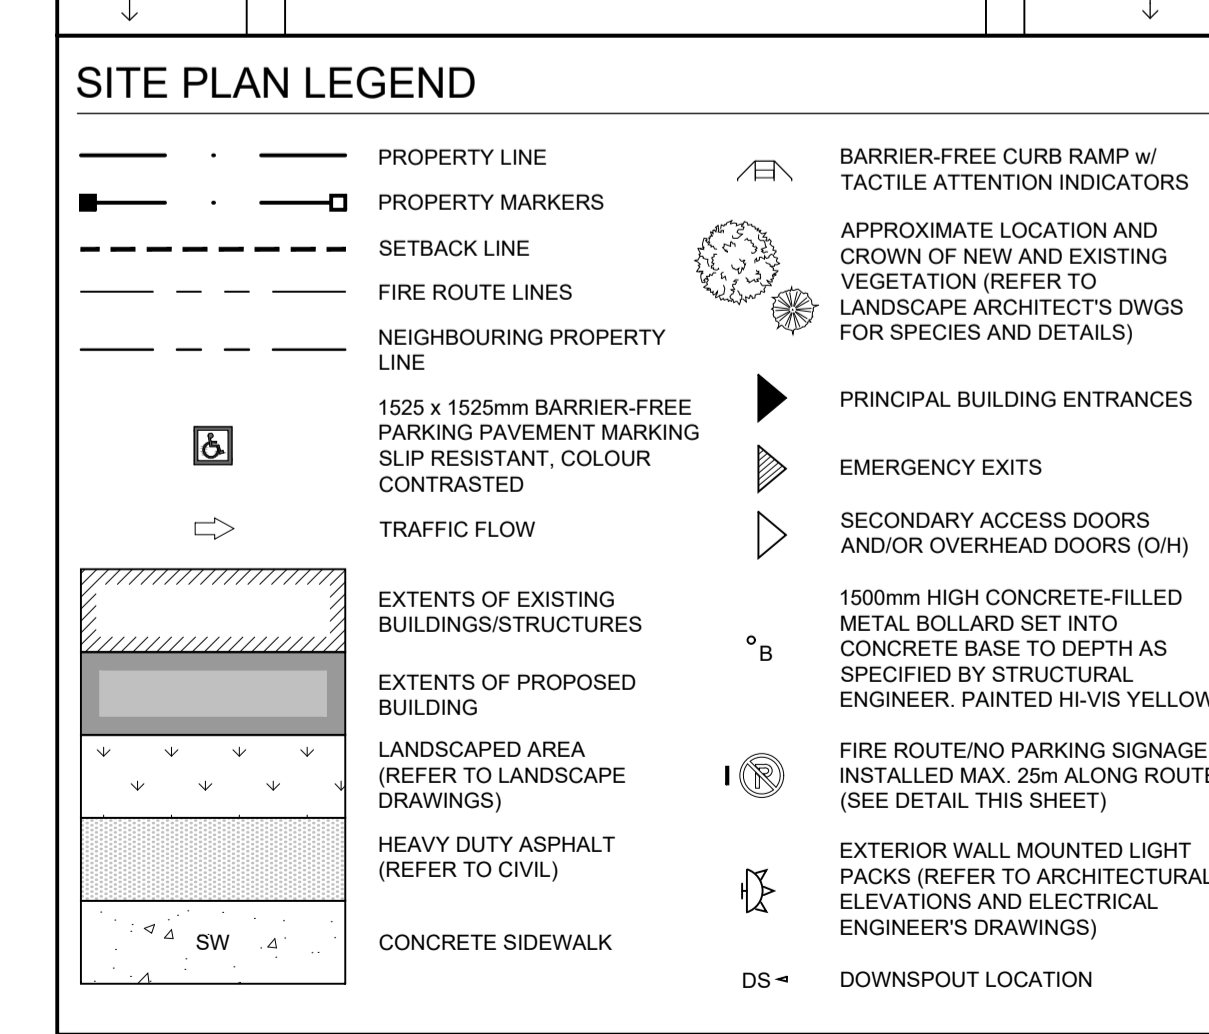 SITE PLAN LEGEND
PROPERTY LINE
PROPERTY MARKERS
SETBACK LINE
FIRE ROUTE LINES
NEIGHBOURING PROPERTY
LINE
1525 x 1525mm BARRIER-FREE
PARKING PAVEMENT MARKING
SLIP RESISTANT, COLOUR
CONTRASTED
TRAFFIC FLOW
EXTENTS OF EXISTING
BUILDINGS/STRUCTURES
EXTENTS OF PROPOSED
BUILDING
LANDSCAPED AREA
(REFER TO LANDSCAPE
DRAWINGS)
HEAVY DUTY ASPHALT
(REFER TO CIVIL)
SW
CONCRETE SIDEWALK
BARRIER-FREE CURB RAMP w/
TACTILE ATTENTION INDICATORS
APPROXIMATE LOCATION AND
CROWN OF NEW AND EXISTING
VEGETATION (REFER TO
LANDSCAPE ARCHITECT'S DWGS
FOR SPECIES AND DETAILS)
PRINCIPAL BUILDING ENTRANCES
EMERGENCY EXITS
SECONDARY ACCESS DOORS
AND/OR OVERHEAD DOORS (O/H)
B
1500mm HIGH CONCRETE-FILLED
METAL BOLLARD SET INTO
CONCRETE BASE TO DEPTH AS
SPECIFIED BY STRUCTURAL
ENGINEER. PAINTED HI-VIS YELLOW
P
FIRE ROUTE/NO PARKING SIGNAGE
INSTALLED MAX. 25m ALONG ROUTE
(SEE DETAIL THIS SHEET)
EXTERIOR WALL MOUNTED LIGHT
PACKS (REFER TO ARCHITECTURAL
ELEVATIONS AND ELECTRICAL
ENGINEER'S DRAWINGS)
DS
DOWNSPOUT LOCATION